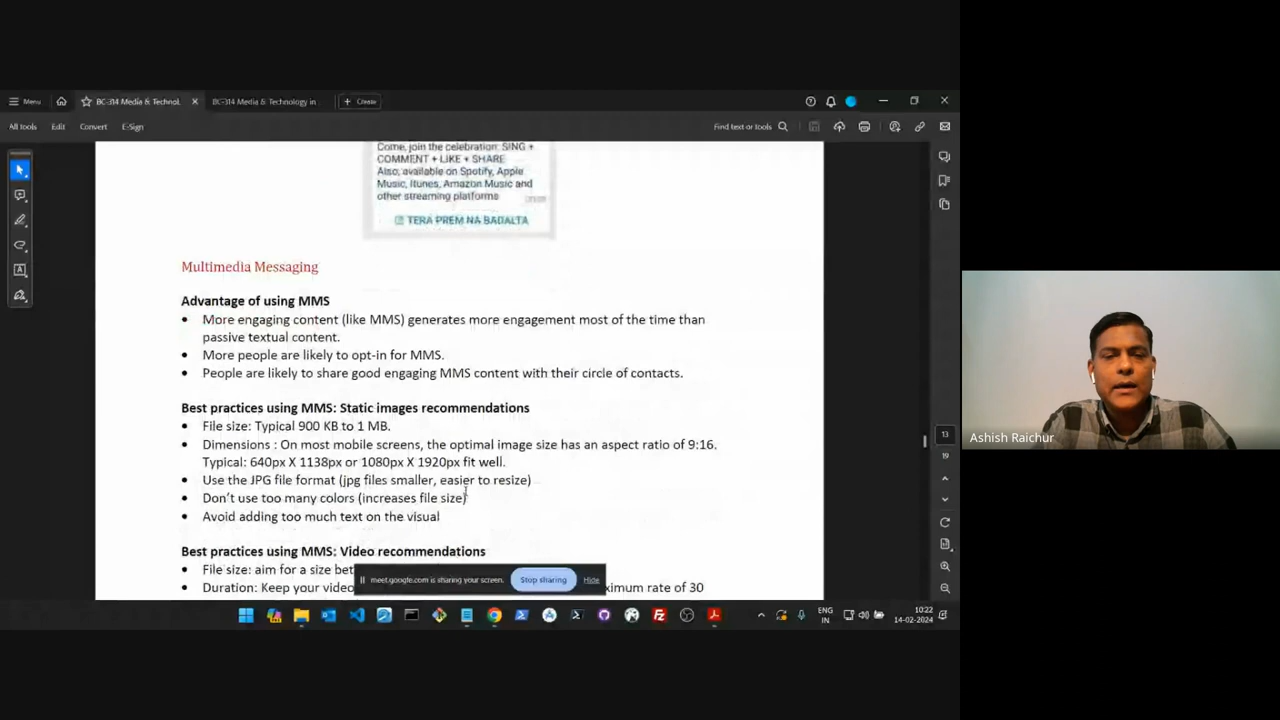 Menu
BC-314 Media & Technol.
BC-314 Media & Technology in
Create
All tools
Edit
Convert
E-Sign
Find text or tools
Come, join the celebration: SING +
COMMENT + LIKE + SHARE
Also, available on Spotify, Apple
Music, Itunes, Amazon Music and
other streaming platforms
TERA PREM NA BADALTA
Multimedia Messaging
Advantage of using MMS
• More engaging content (like MMS) generates more engagement most of the time than
passive textual content.
• More people are likely to opt-in for MMS.
• People are likely to share good engaging MMS content with their circle of contacts.
Best practices using MMS: Static images recommendations
• File size: Typical 900 KB to 1 MB.
• Dimensions : On most mobile screens, the optimal image size has an aspect ratio of 9:16.
Typical: 640px X 1138px or 1080px X 1920px fit well.
• Use the JPG file format (jpg files smaller, easier to resize)
• Don't use too many colors (increases file size)
• Avoid adding too much text on the visual
Best practices using MMS: Video recommendations
• File size: aim for a size bet
• Duration: Keep your video
ximum rate of 30
meet.google.com is sharing your screen.
Stop sharing
Hide
13
19
Ashish Raichur
ENG
IN
10:22
14-02-2024